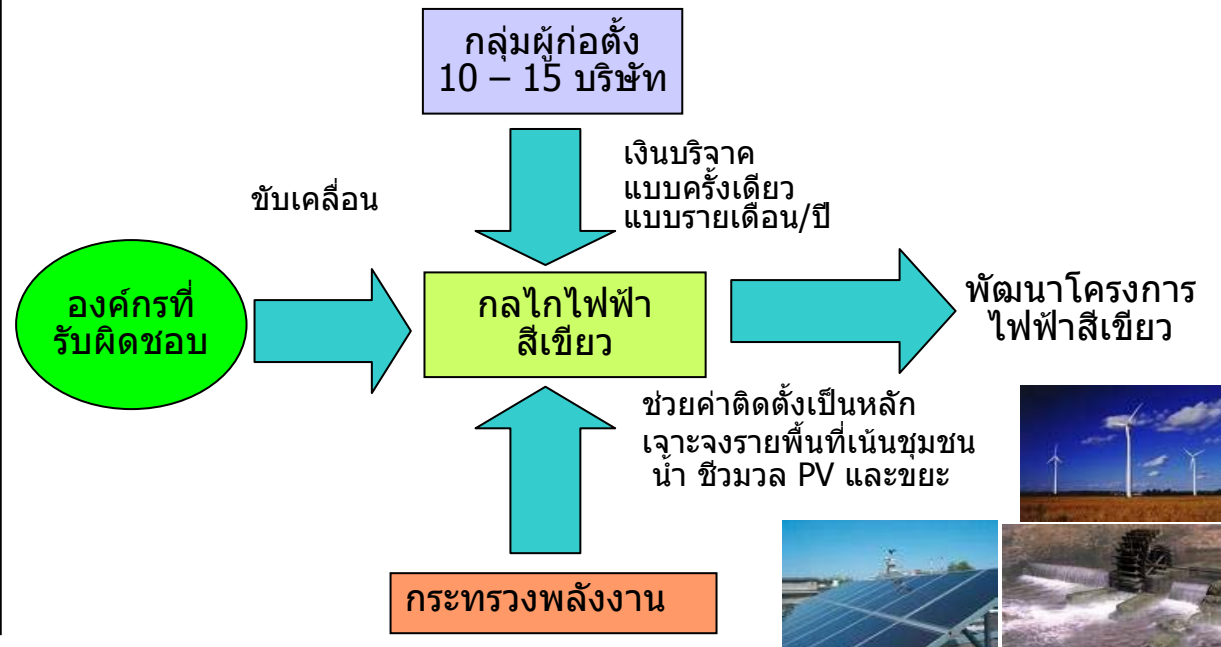 กลุ่มผู้ก่อตั้ง
10 – 15 บริษัท
เงินบริจาค
แบบครั้งเดียว
แบบรายเดือน/ปี
ขับเคลื่อน
องค์กรที่
รับผิดชอบ
กลไกไฟฟ้า
สีเขียว
พัฒนาโครงการ
ไฟฟ้าสีเขียว
ช่วยค่าติดตั้งเป็นหลัก
เจาะจงรายพื้นที่เน้นชุมชน
น้ำ ชีวมวล PV และขยะ
กระทรวงพลังงาน